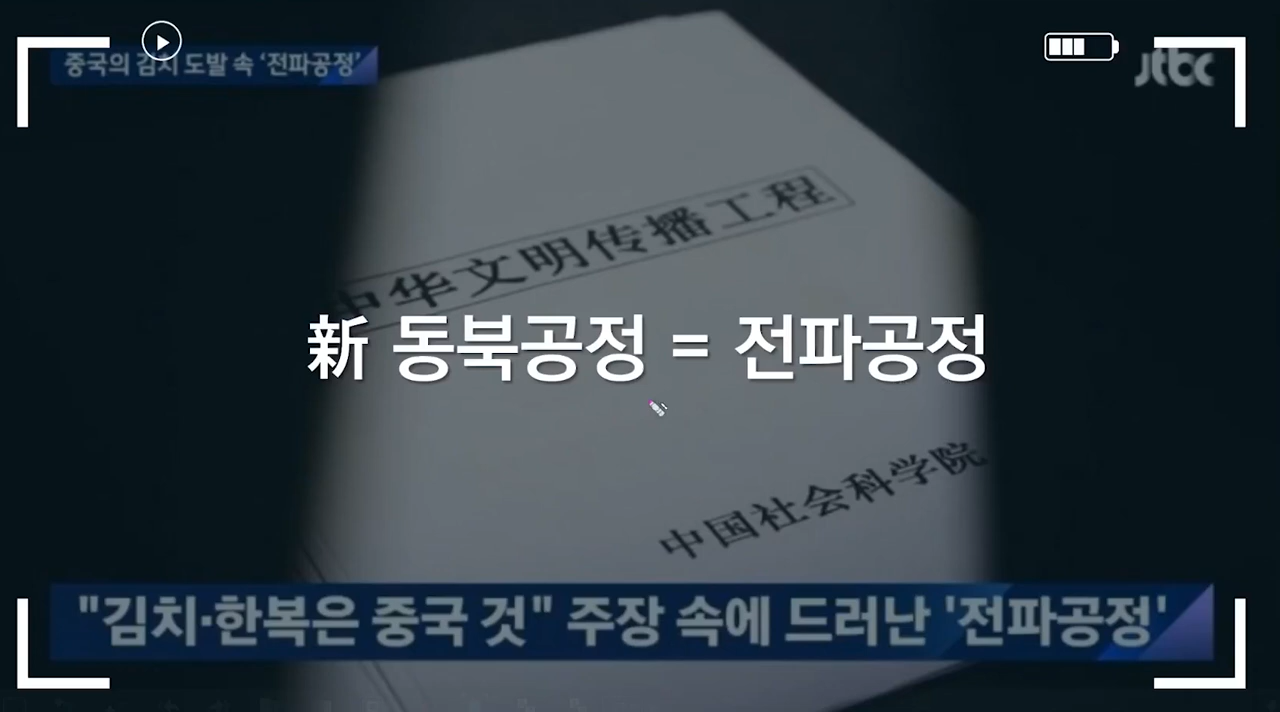 중국의 김치 도발 속 '전파공정'
jtbc
中华文明传播工程
新 동북공정 = 전파공정
中国社会科学院
"김치·한복은 중국 것" 주장 속에 드러난 '전파공정'